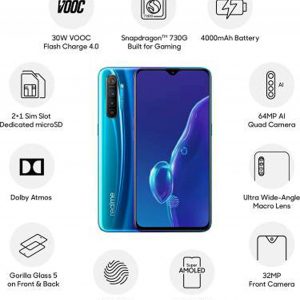 VOOC
30W VOOC
Flash Charge 4.0
Snapdragon™ 730G
Built for Gaming
4000mAh Battery
2+1 Sim Slot
Dedicated microSD
AI
64MP AI
Quad Camera
Dolby Atmos
realme
Ultra Wide-Angle
Macro Lens
Gorilla Glass 5
on Front & Back
Super
AMOLED
32MP
Front Camera